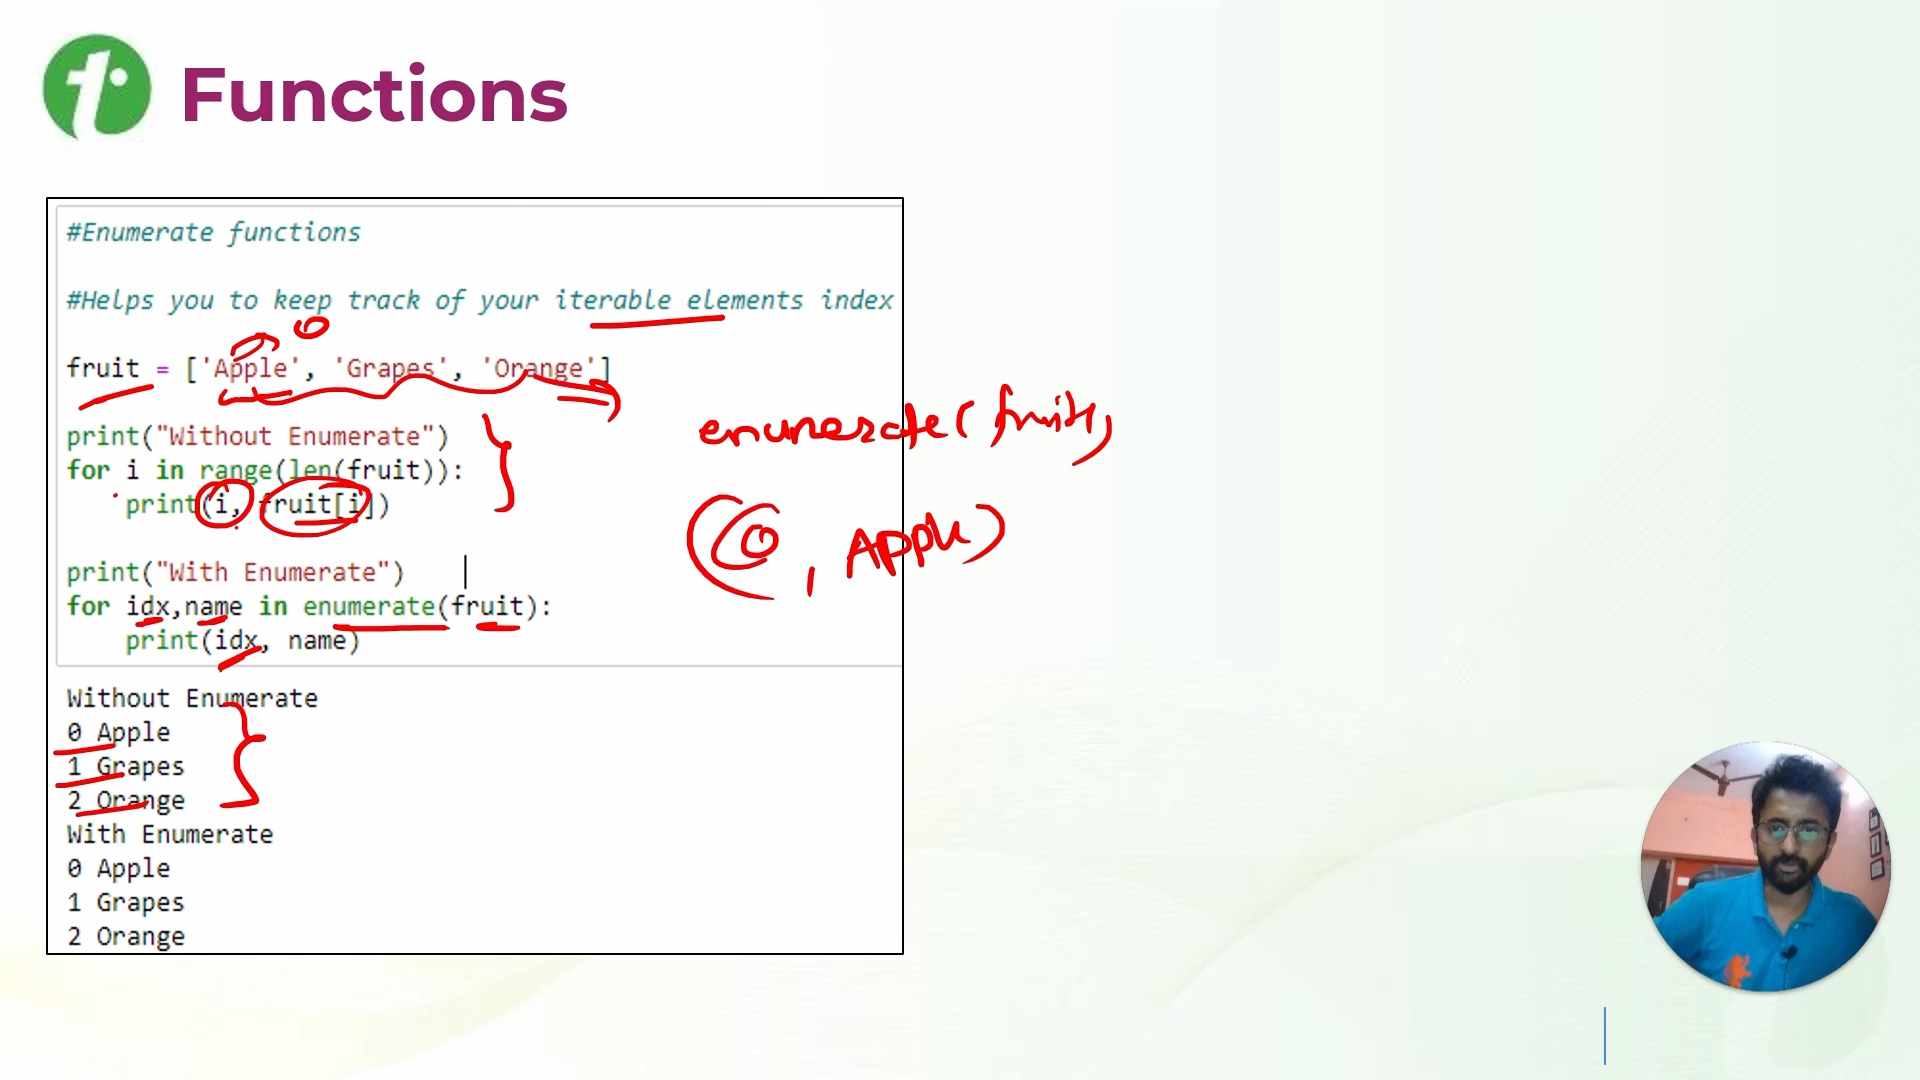 Functions
#Enumerate functions
#Helps you to keep track of your iterable elements index
0
fruit = ['Apple', 'Grapes', 'Orange']
print("Without Enumerate")
for i in range(len(fruit)):
print(i, fruit[i])
enumerate(fruit)
(0, Apple)
print("With Enumerate")
for idx,name in enumerate(fruit):
print(idx, name)
Without Enumerate
0 Apple
1 Grapes
2 Orange
With Enumerate
0 Apple
1 Grapes
2 Orange